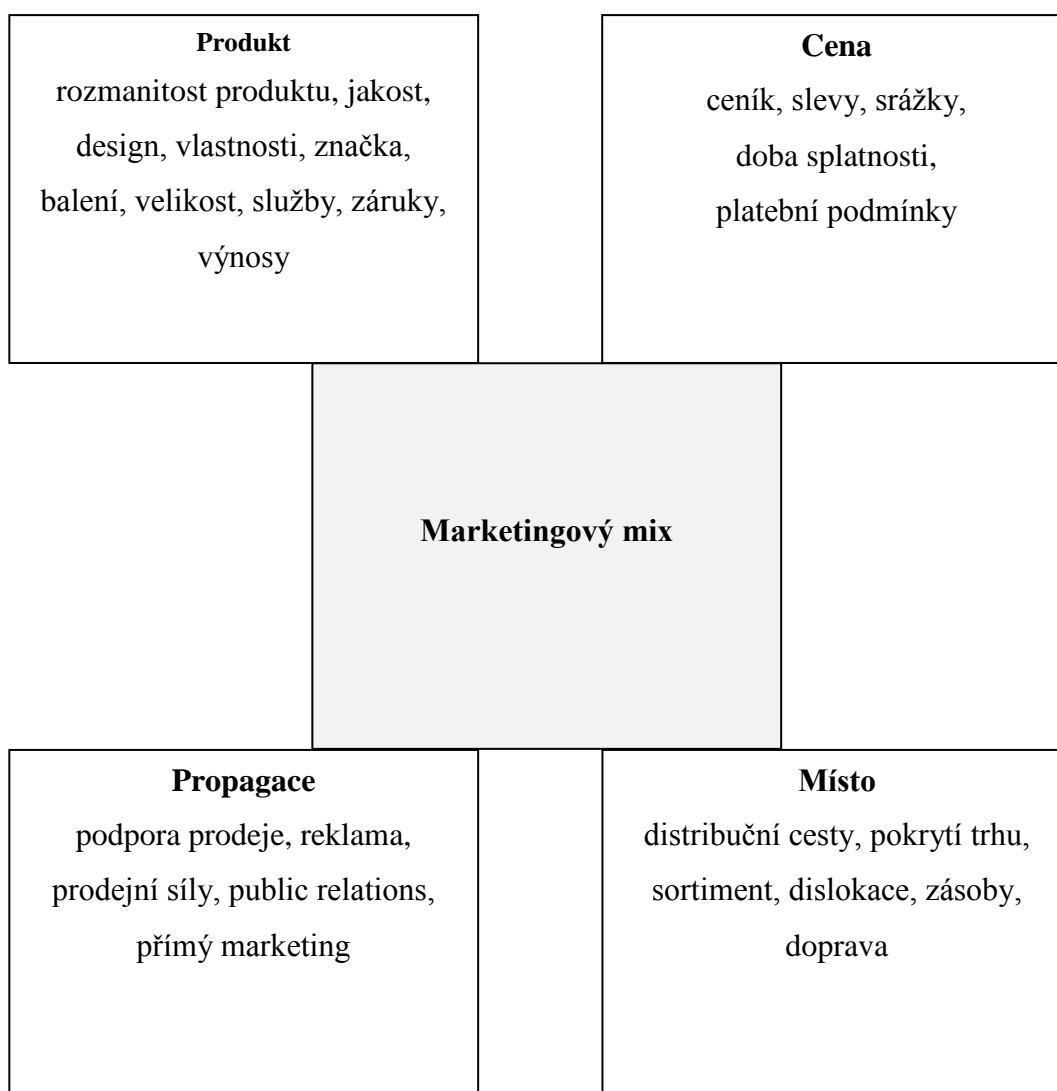 Produkt
rozmanitost produktu, jakost,
design, vlastnosti, značka,
balení, velikost, služby, záruky,
výnosy
Cena
ceník, slevy, srážky,
doba splatnosti,
platební podmínky
Marketingový mix
Propagace
podpora prodeje, reklama,
prodejní síly, public relations,
přímý marketing
Místo
distribuční cesty, pokrytí trhu,
sortiment, dislokace, zásoby,
doprava